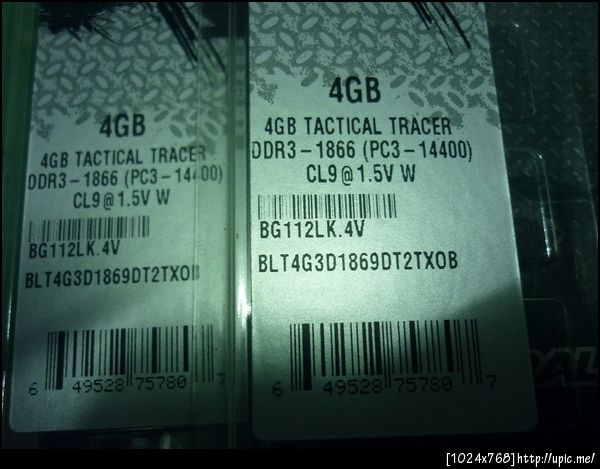 4GB
4GB TACTICAL TRACER
DDR3-1866 (PC3-14400)
CL9@1.5V W
BG112LK.4V
BLT4G3D1869DT2TXOB
6 49528 75780 7
4GB
4GB TACTICAL TRACER
DDR3-1866 (PC3-14400)
CL9@1.5V W
BG112LK.4V
BLT4G3D1869DT2TXOB
6 49528 75780 7
[1024x768]http://upic.me/